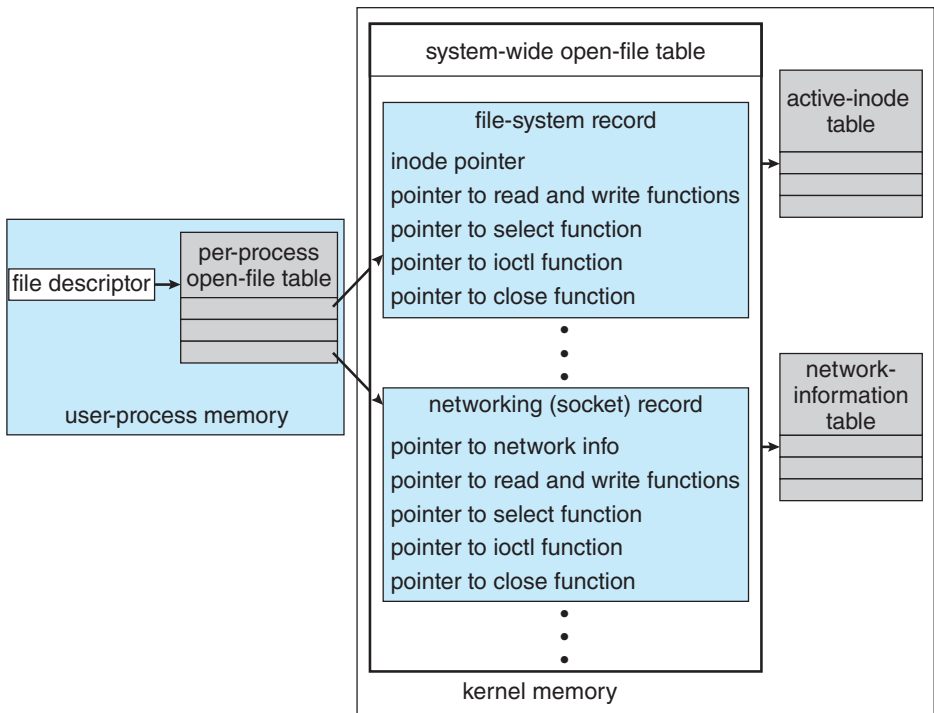 file descriptor
per-process
open-file table
user-process memory
system-wide open-file table
file-system record
inode pointer
pointer to read and write functions
pointer to select function
pointer to ioctl function
pointer to close function
networking (socket) record
pointer to network info
pointer to read and write functions
pointer to select function
pointer to ioctl function
pointer to close function
kernel memory
active-inode
table
network-
information
table